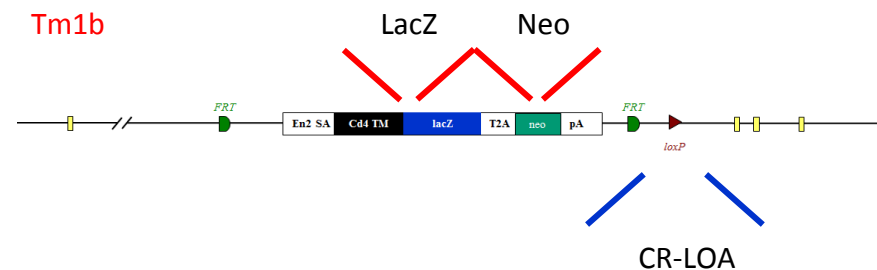 Tm1b
LacZ Neo
FRT FRT
En2 SA Cd4 TM lacZ T2A neo pA
loxP
CR-LOA